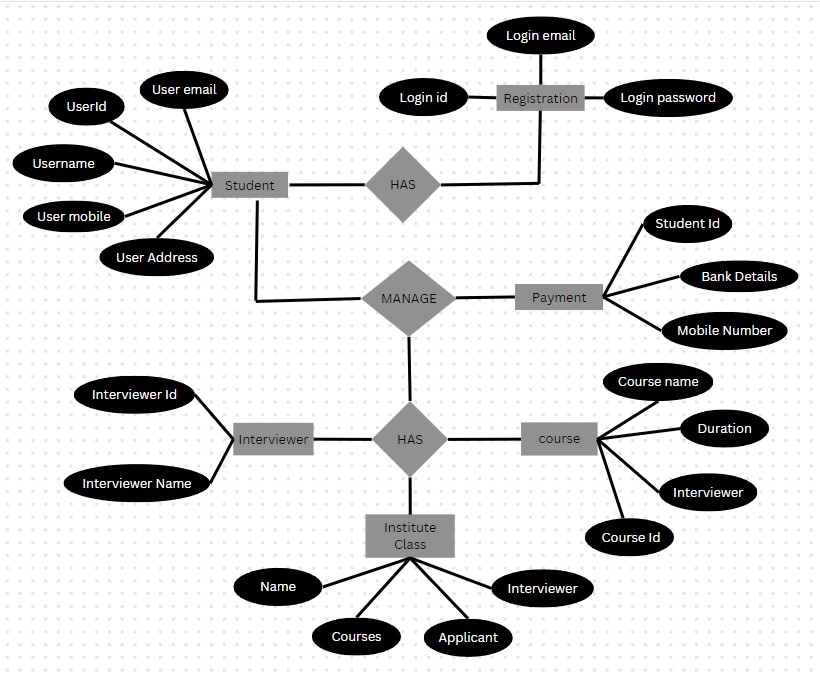 Login email
User email
UserId
Login id
Registration
Login password
Username
Student
HAS
User mobile
Student Id
User Address
Bank Details
MANAGE
Payment
Mobile Number
Course name
Interviewer Id
Duration
Interviewer
HAS
course
Interviewer Name
Interviewer
Institute
Class
Course Id
Name
Interviewer
Courses
Applicant